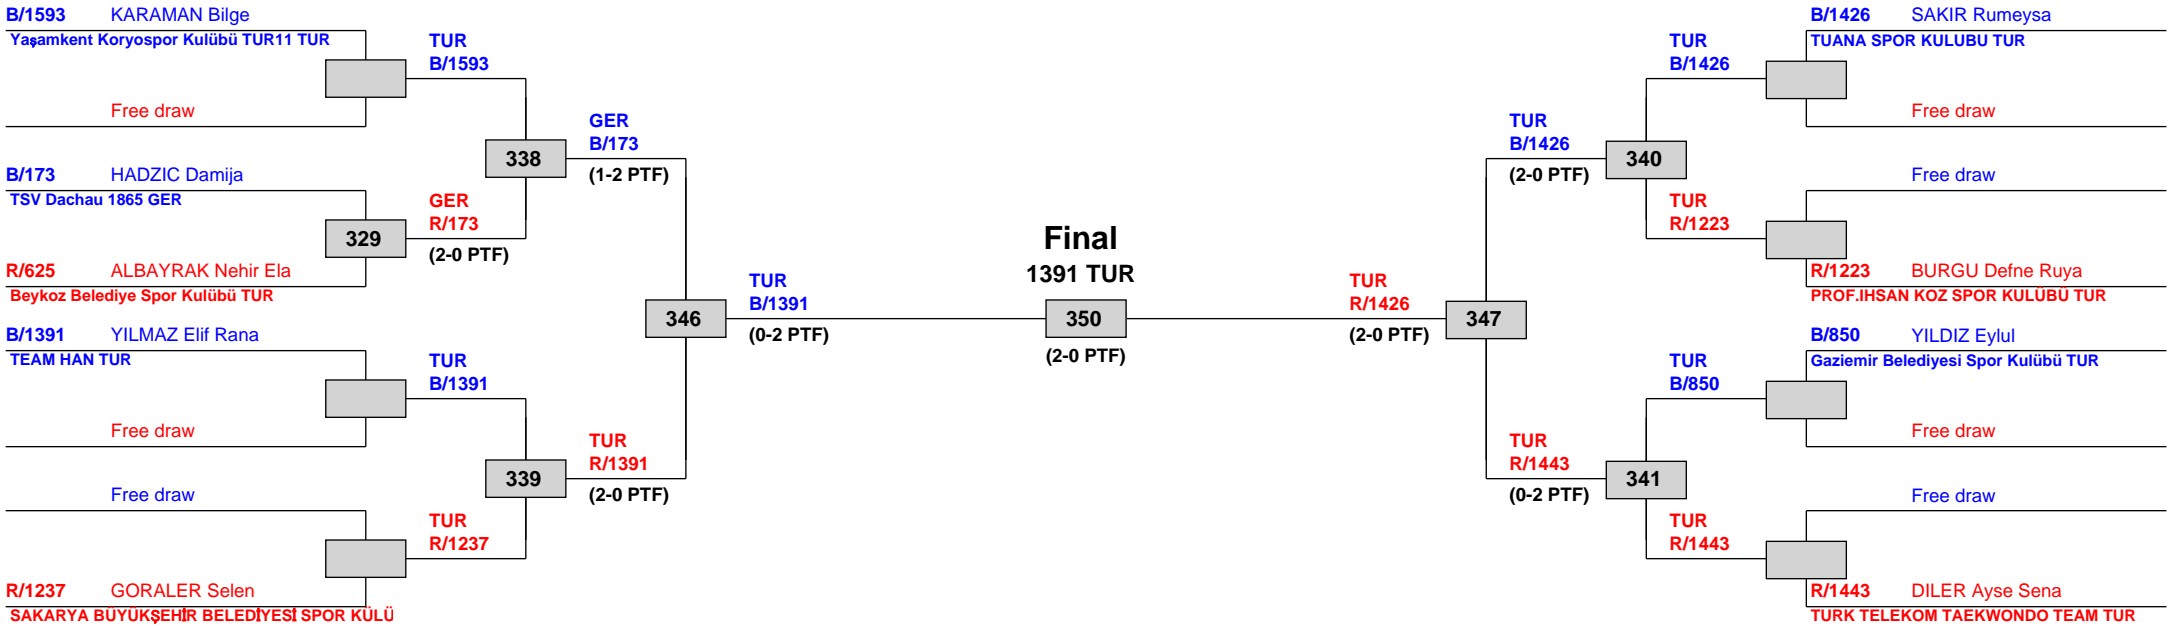 B/1593 KARAMAN Bilge
Yaşamkent Koryospor Kulübü TUR11 TUR
TUR
B/1593
Free draw
GER
B/173
338
(1-2 PTF)
B/173 HADZIC Damija
TSV Dachau 1865 GER
GER
R/173
329
(2-0 PTF)
R/625 ALBAYRAK Nehir Ela
Beykoz Belediye Spor Kulübü TUR
TUR
B/1391
346
(0-2 PTF)
B/1391 YILMAZ Elif Rana
TEAM HAN TUR
TUR
B/1391
Free draw
TUR
R/1391
339
(2-0 PTF)
Free draw
TUR
R/1237
R/1237 GORALER Selen
SAKARYA BÜYÜKŞEHİR BELEDİYESİ SPOR KÜLÜ
Final
1391 TUR
350
(2-0 PTF)
B/1426 SAKIR Rumeysa
TUANA SPOR KULUBU TUR
TUR
B/1426
Free draw
TUR
B/1426
340
(2-0 PTF)
Free draw
TUR
R/1223
R/1223 BURGU Defne Ruya
PROF.IHSAN KOZ SPOR KULÜBÜ TUR
TUR
R/1426
347
(2-0 PTF)
B/850 YILDIZ Eylul
Gaziemir Belediyesi Spor Kulübü TUR
TUR
B/850
Free draw
TUR
R/1443
341
(0-2 PTF)
Free draw
TUR
R/1443
R/1443 DILER Ayse Sena
TURK TELEKOM TAEKWONDO TEAM TUR